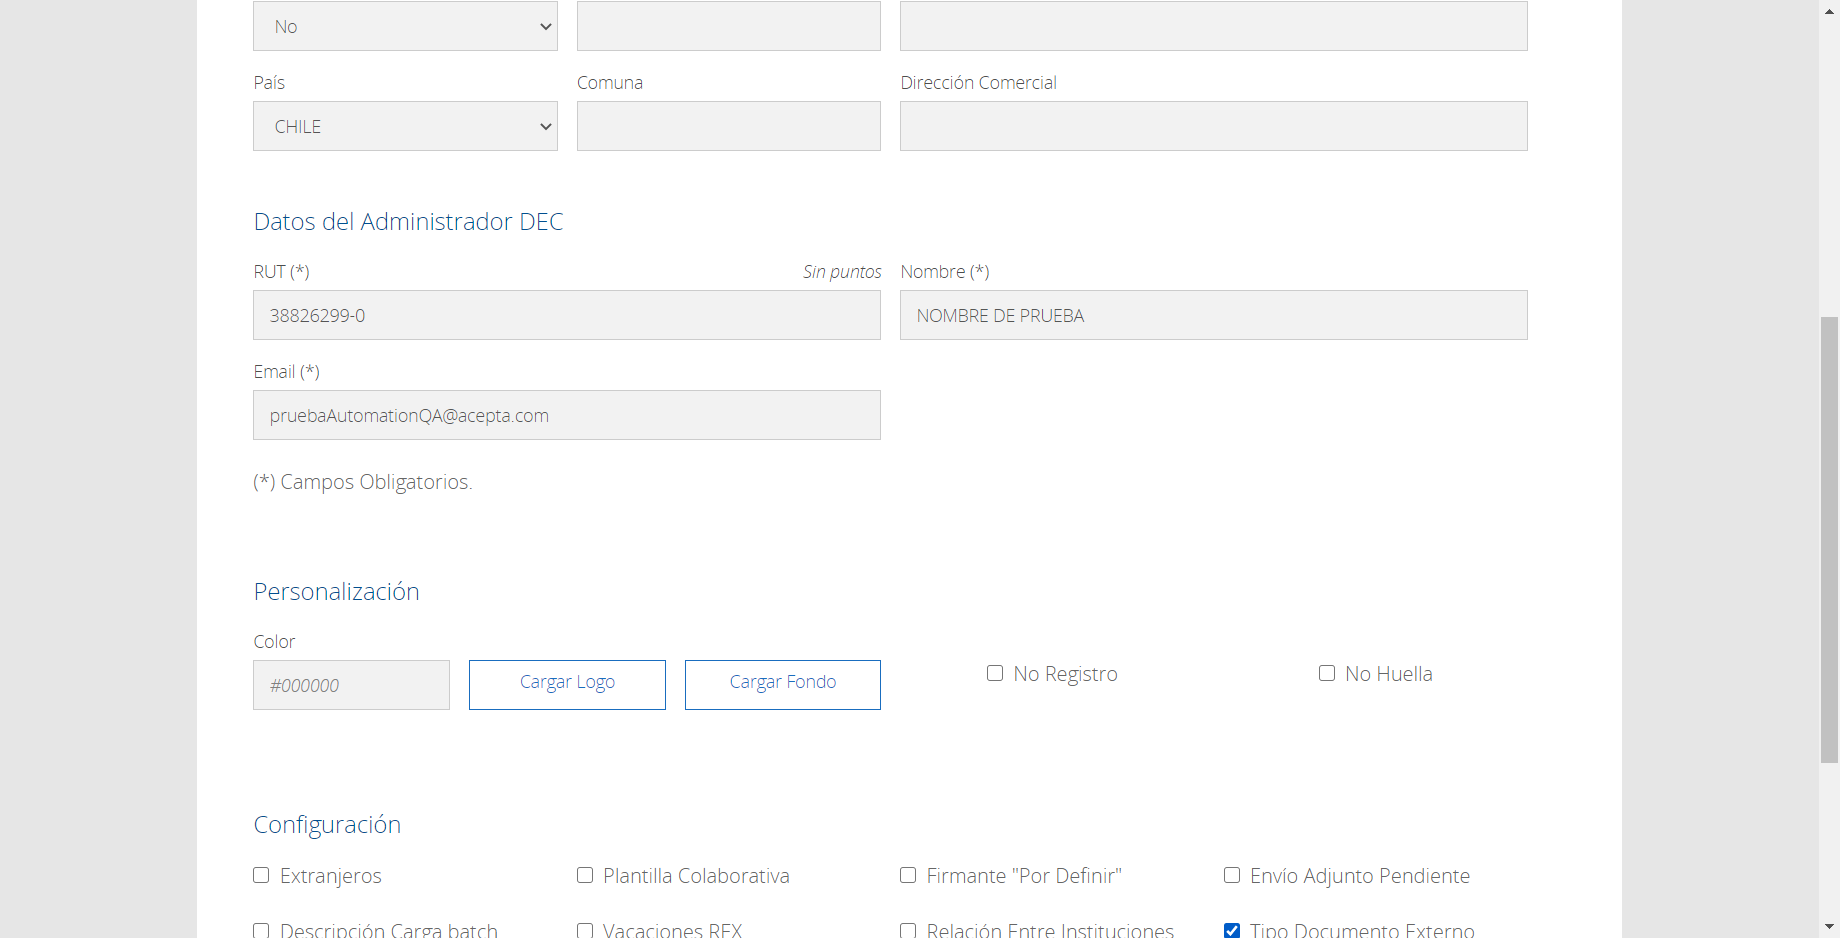 No
País
Comuna
Dirección Comercial
CHILE
Datos del Administrador DEC
RUT (*)
Sin puntos
Nombre (*)
38826299-0
NOMBRE DE PRUEBA
Email (*)
pruebaAutomationQA@acepta.com
(*) Campos Obligatorios.
Personalización
Color
#000000
Cargar Logo
Cargar Fondo
No Registro
No Huella
Configuración
Extranjeros
Plantilla Colaborativa
Firmante "Por Definir"
Envío Adjunto Pendiente
Descripción Carga batch
Vacaciones REX
Relación Entre Instituciones
Tipo Documento Externo